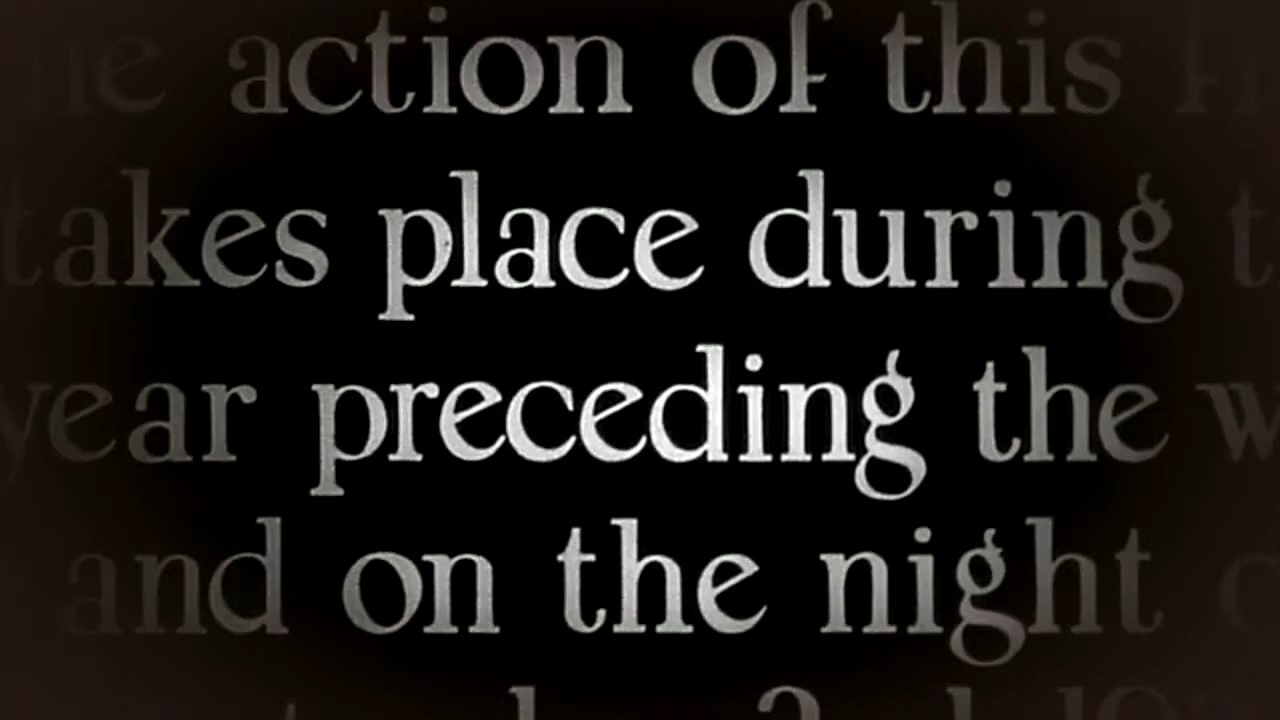 action of this
takes place during
year preceding the
and on the night